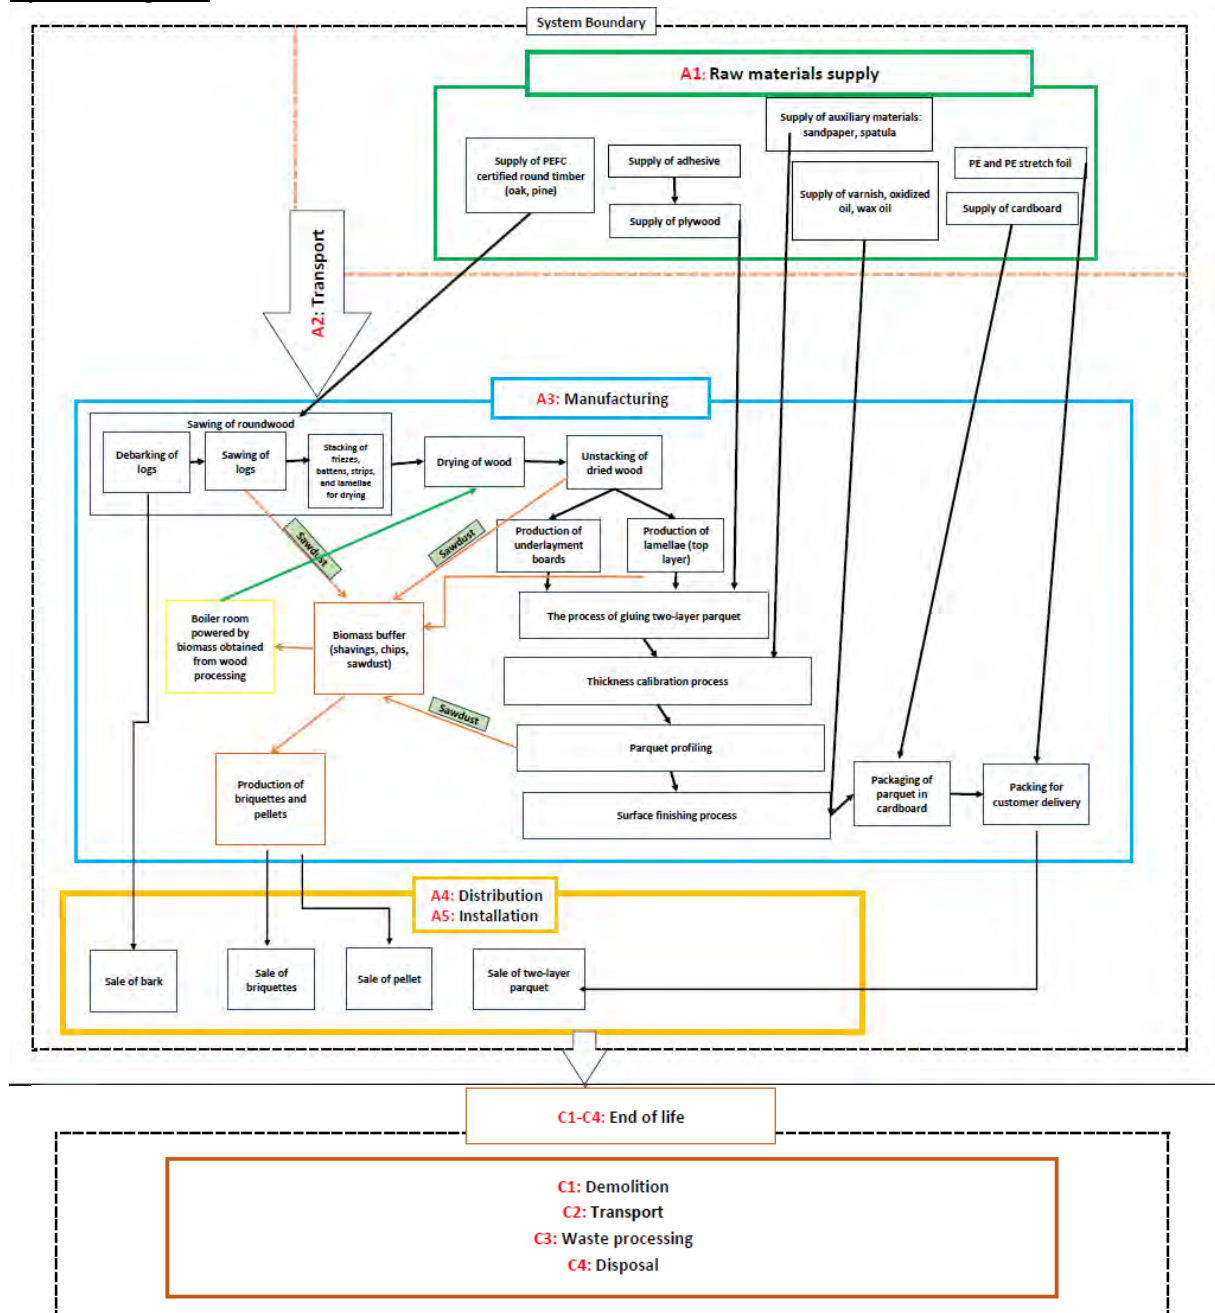 System Boundary
A1: Raw materials supply
Supply of auxiliary materials:
sandpaper, spatula
Supply of PEFC
certified round timber
(oak, pine)
Supply of adhesive
Supply of plywood
Supply of varnish, oxidized
oil, wax oil
PE and PE stretch foil
Supply of cardboard
A2: Transport
A3: Manufacturing
Sawing of roundwood
Debarking of
logs
Sawing of
logs
Stacking of
friezes,
battens, strips,
and lamellae
for drying
Drying of wood
Unstacking of
dried wood
Sawdust
Sawdust
Production of
underlayment
boards
Production of
lamellae (top
layer)
Boiler room
powered by
biomass obtained
from wood
processing
Biomass buffer
(shavings, chips,
sawdust)
The process of gluing two-layer parquet
Thickness calibration process
Sawdust
Parquet profiling
Production of
briquettes and
pellets
Surface finishing process
Packaging of
parquet in
cardboard
Packing for
customer delivery
A4: Distribution
A5: Installation
Sale of bark
Sale of
briquettes
Sale of pellet
Sale of two-layer
parquet
C1-C4: End of life
C1: Demolition
C2: Transport
C3: Waste processing
C4: Disposal